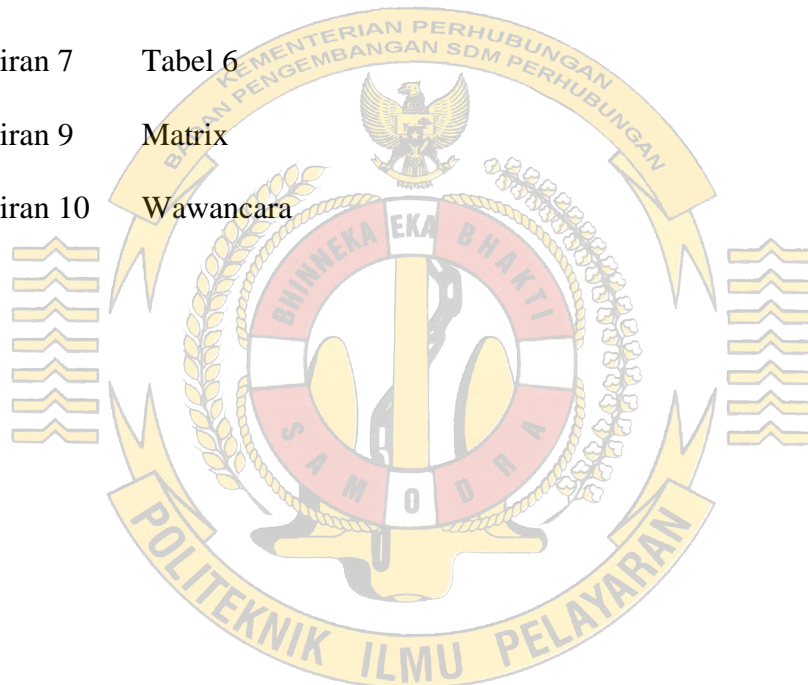 iran 7 Tabel 6
iran 9 Matrix
iran 10 Wawancara
KEMENTERIAN PERHUBUNGAN
BADAN PENGEMBANGAN SDM PERHUBUNGAN
BHINNEKA EKA BHAKTI
SAMODRA
POLITEKNIK ILMU PELAYARAN